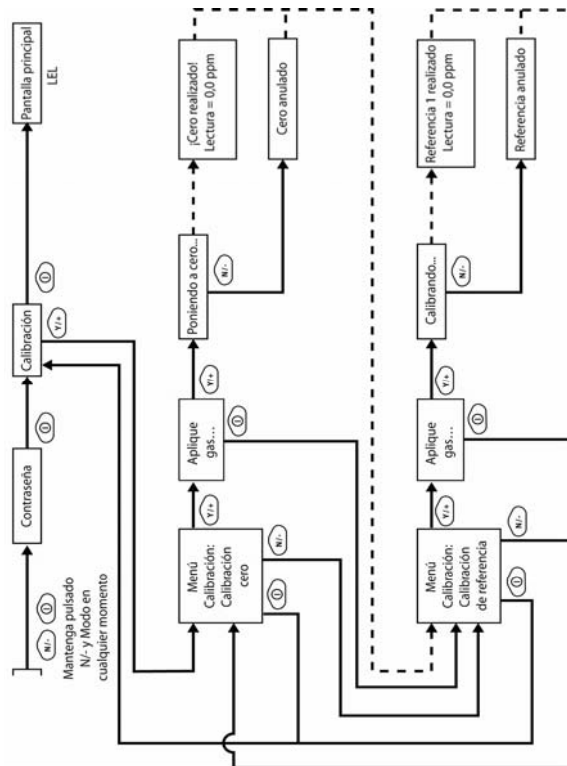 N/-
Mantenga pulsado
N/- y Modo en
cualquier momento
Contraseña
Calibración
Y/+
Pantalla principal
LEL
Menú
Calibración:
Calibración
cero
Y/+
N/-
Aplique
gas...
Y/+
Poniendo a cero...
N/-
¡Cero realizado!
Lectura = 0,0 ppm
Cero anulado
Menú
Calibración:
Calibración
de referencia
Y/+
N/-
Aplique
gas...
Y/+
Calibrando...
N/-
Referencia 1 realizado
Lectura = 0,0 ppm
Referencia anulado